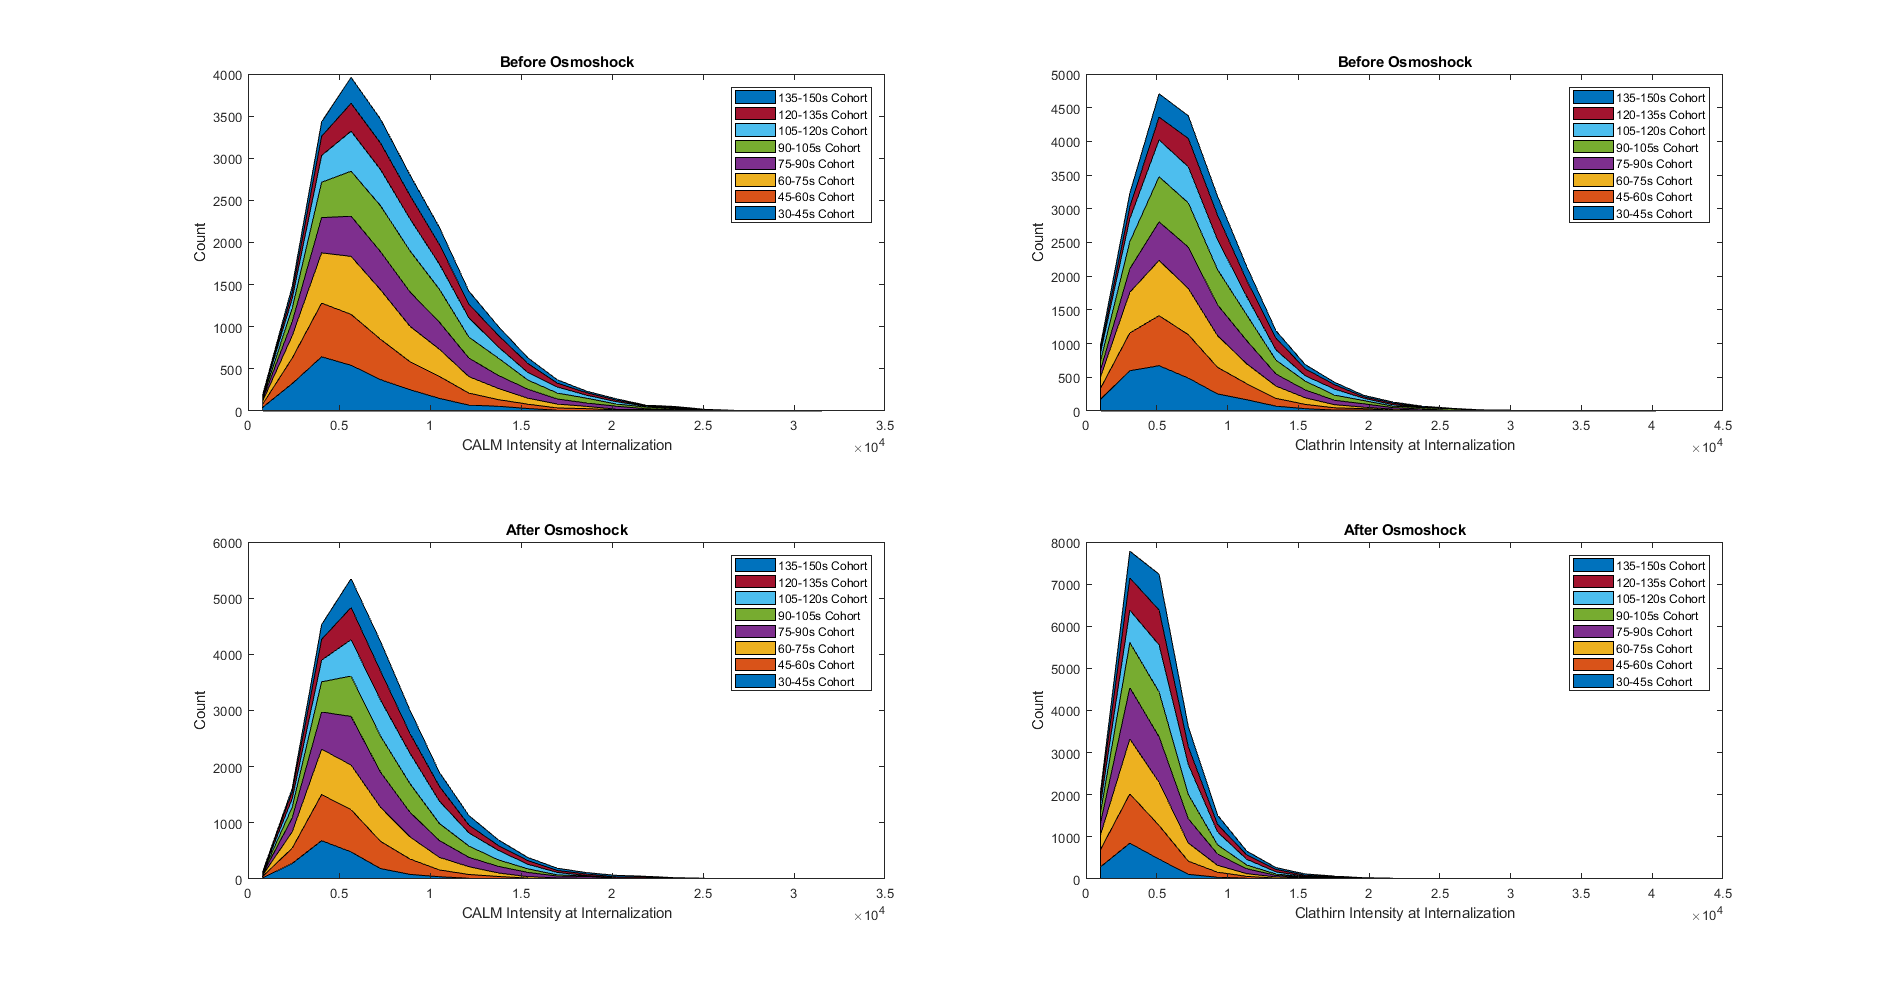 Before Osmoshock
4000
3500
3000
2500
2000
1500
1000
500
0
Count
135-150s Cohort
120-135s Cohort
105-120s Cohort
90-105s Cohort
75-90s Cohort
60-75s Cohort
45-60s Cohort
30-45s Cohort
0 0.5 1 1.5 2 2.5 3 3.5
CALM Intensity at Internalization
×10^4
Before Osmoshock
5000
4500
4000
3500
3000
2500
2000
1500
1000
500
0
Count
135-150s Cohort
120-135s Cohort
105-120s Cohort
90-105s Cohort
75-90s Cohort
60-75s Cohort
45-60s Cohort
30-45s Cohort
0 0.5 1 1.5 2 2.5 3 3.5 4 4.5
Clathrin Intensity at Internalization
×10^4
After Osmoshock
6000
5000
4000
3000
2000
1000
0
Count
135-150s Cohort
120-135s Cohort
105-120s Cohort
90-105s Cohort
75-90s Cohort
60-75s Cohort
45-60s Cohort
30-45s Cohort
0 0.5 1 1.5 2 2.5 3 3.5
CALM Intensity at Internalization
×10^4
After Osmoshock
8000
7000
6000
5000
4000
3000
2000
1000
0
Count
135-150s Cohort
120-135s Cohort
105-120s Cohort
90-105s Cohort
75-90s Cohort
60-75s Cohort
45-60s Cohort
30-45s Cohort
0 0.5 1 1.5 2 2.5 3 3.5 4 4.5
Clathirn Intensity at Internalization
×10^4